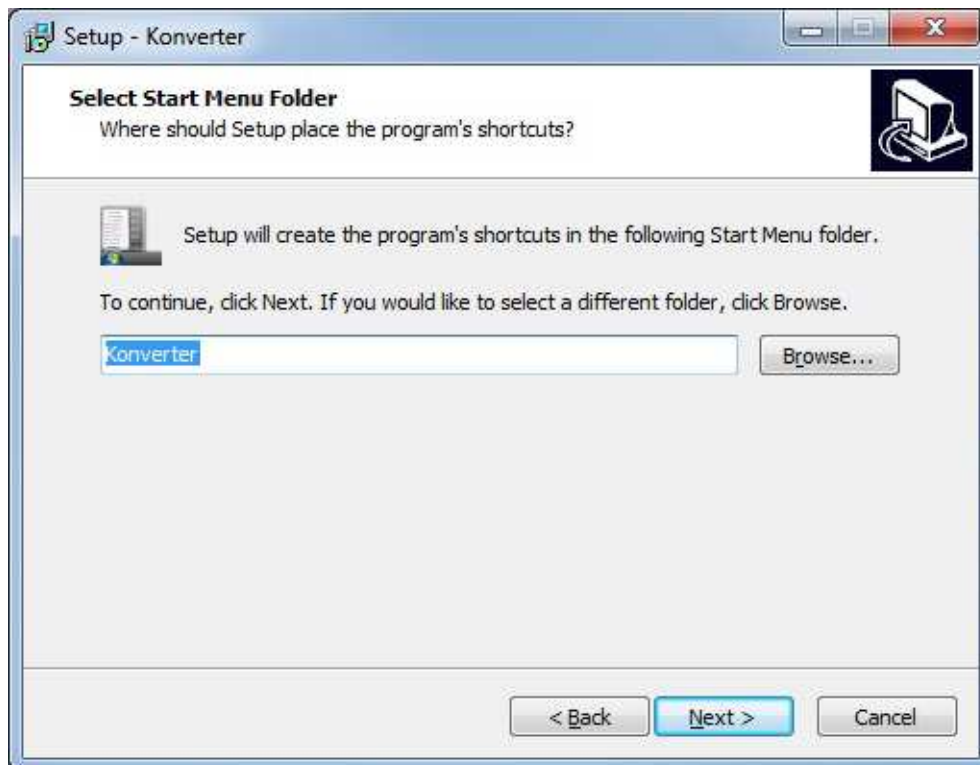 Setup - Konverter
Select Start Menu Folder
Where should Setup place the program's shortcuts?
Setup will create the program's shortcuts in the following Start Menu folder.
To continue, click Next. If you would like to select a different folder, click Browse.
Konverter
Browse...
< Back
Next >
Cancel